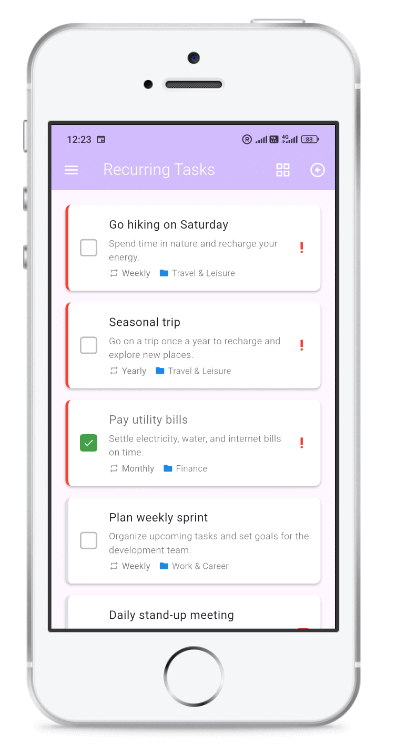 12:23 4G 83
Recurring Tasks
Go hiking on Saturday
Spend time in nature and recharge your
energy.
Weekly Travel & Leisure
Seasonal trip
Go on a trip once a year to recharge and
explore new places.
Yearly Travel & Leisure
Pay utility bills
Settle electricity, water, and internet bills
on time.
Monthly Finance
Plan weekly sprint
Organize upcoming tasks and set goals for the
development team.
Weekly Work & Career
Daily stand-up meeting